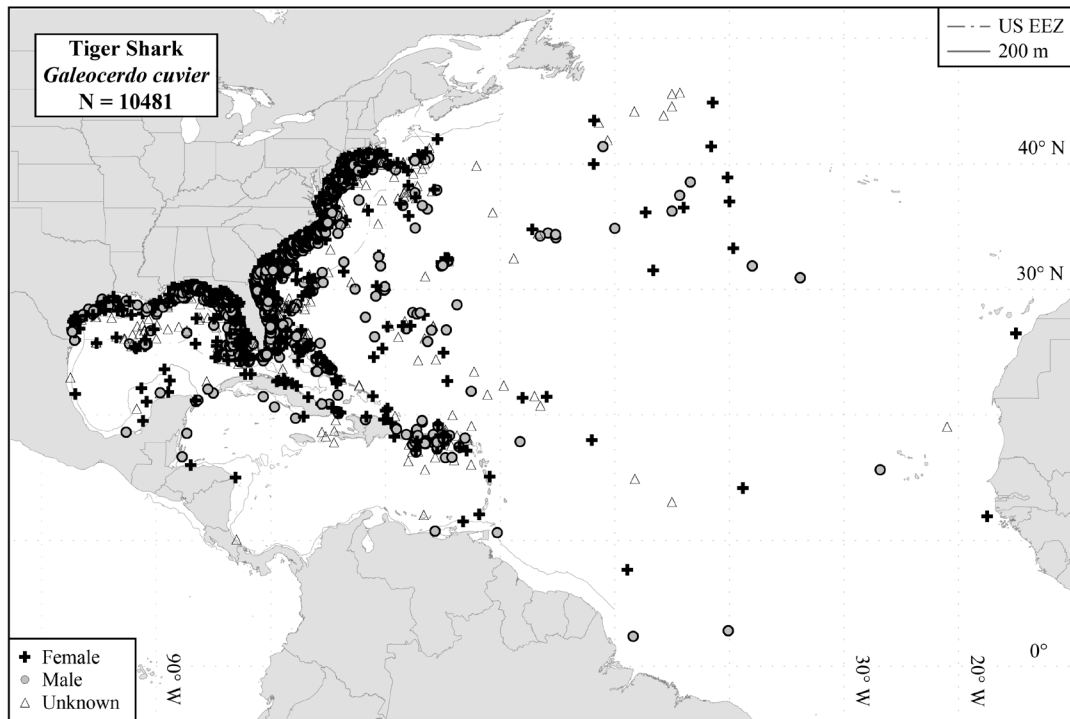 Tiger Shark
Galeocerdo cuvier
N = 10481
US EEZ
200 m
40° N
30° N
0°
90° W
30° W
20° W
Female
Male
Unknown